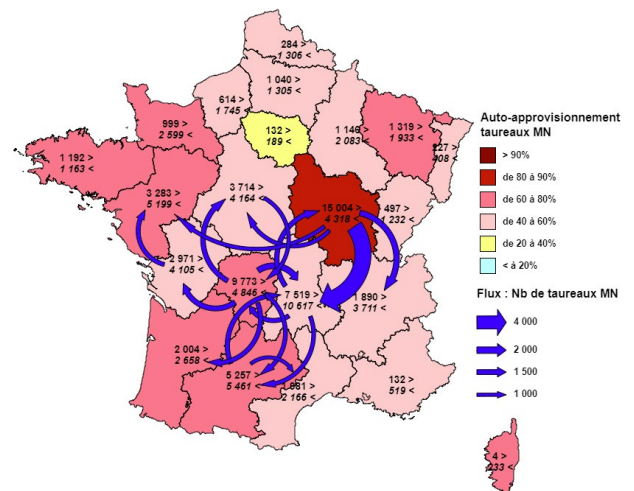 284 >
1 306 <
1 040 >
1 305 <
614 >
1 745 <
999 >
2 599 <
132 >
189 <
1 146
2 083 <
1 319 >
1 933 <
1 192 >
1 163 <
3 283 >
5 199 <
3 714 >
4 164 <
15 004 >
4 318 <
497 >
1 232 <
2 971 >
4 105 <
9 773 >
4 846 <
7 519 >
10 617 <
1 890 >
3 711 <
2 004 >
2 658 <
5 257 >
5 461 <
2 166 <
132 >
519 <
4 >
233 <
Auto-approvisionnement
taureaux MN
> 90%
de 80 à 90%
de 60 à 80%
de 40 à 60%
de 20 à 40%
< à 20%
Flux : Nb de taureaux MN
4 000
2 000
1 500
1 000